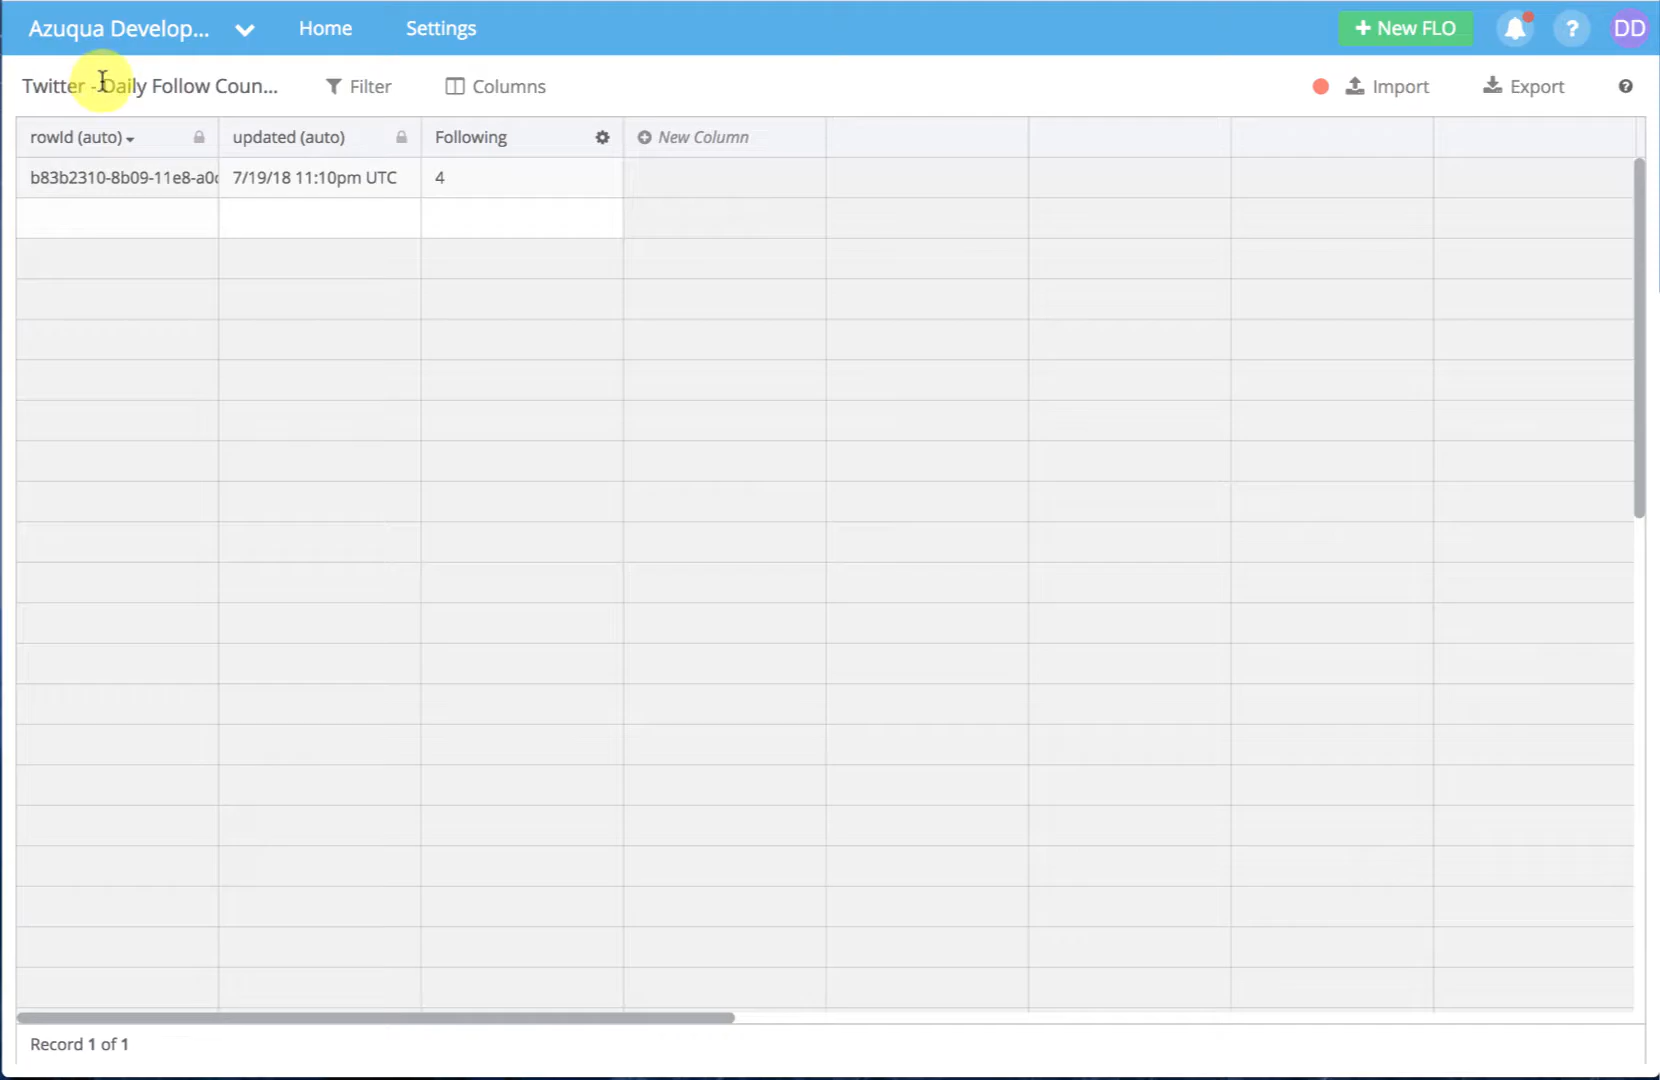 Azuqua Develop... Home Settings + New FLO ? DD
Twitter - Daily Follow Coun... Filter Columns Import Export ?
rowId (auto) updated (auto) Following New Column
b83b2310-8b09-11e8-a0 7/19/18 11:10pm UTC 4
Record 1 of 1